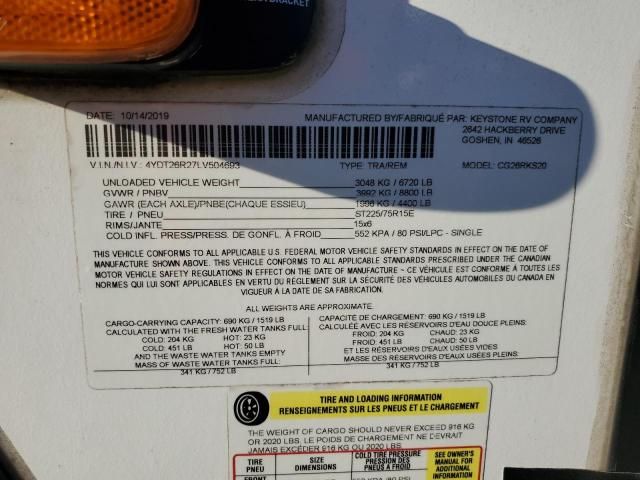 BRACKET
DATE: 10/14/2019
MANUFACTURED BY/FABRIQUÉ PAR: KEYSTONE RV COMPANY
2642 HACKBERRY DRIVE
GOSHEN, IN 46526
V.I.N./N.I.V.: 4YDT26R27LV504693 TYPE: TRA/REM MODEL: CG26RKS20
UNLOADED VEHICLE WEIGHT 3048 KG / 6720 LB
GVWR / PNBV 3992 KG / 8800 LB
GAWR (EACH AXLE)/PNBE(CHAQUE ESSIEU) 1996 KG / 4400 LB
TIRE / PNEU ST225/75R15E
RIMS/JANTE 15x6
COLD INFL. PRESS/PRESS. DE GONFL. À FROID 552 KPA / 80 PSI/LPC - SINGLE
THIS VEHICLE CONFORMS TO ALL APPLICABLE U.S. FEDERAL MOTOR VEHICLE SAFETY STANDARDS IN EFFECT ON THE DATE OF
MANUFACTURE SHOWN ABOVE. THIS VEHICLE CONFORMS TO ALL APPLICABLE STANDARDS PRESCRIBED UNDER THE CANADIAN
MOTOR VEHICLE SAFETY REGULATIONS IN EFFECT ON THE DATE OF MANUFACTURE ~ CE VÉHICULE EST CONFORME À TOUTES LES
NORMES QUI LUI SONT APPLICABLES EN VERTU DU RÈGLEMENT SUR LA SÉCURITÉ DES VÉHICULES AUTOMOBILES DU CANADA EN
VIGUEUR À LA DATE DE SA FABRICATION.
ALL WEIGHTS ARE APPROXIMATE.
CARGO-CARRYING CAPACITY: 690 KG / 1519 LB
CALCULATED WITH THE FRESH WATER TANKS FULL:
COLD: 204 KG HOT: 23 KG
COLD: 451 LB HOT: 50 LB
AND THE WASTE WATER TANKS EMPTY
MASS OF WASTE WATER TANKS FULL:
341 KG / 752 LB
CAPACITÉ DE CHARGEMENT: 690 KG / 1519 LB
CALCULÉE AVEC LES RÉSERVOIRS D'EAU DOUCE PLEINS:
FROID: 204 KG CHAUD: 23 KG
FROID: 451 LB CHAUD: 50 LB
ET LES RÉSERVOIRS D'EAUX USÉES VIDES
MASSE DES RÉSERVOIRS D'EAUX USÉES PLEINS:
341 KG / 752 LB
TIRE AND LOADING INFORMATION
RENSEIGNEMENTS SUR LES PNEUS ET LE CHARGEMENT
THE WEIGHT OF CARGO SHOULD NEVER EXCEED 916 KG
OR 2020 LBS. LE POIDS DE CHARGEMENT NE DEVRAIT
JAMAIS EXCÉDER 916 KG OU 2020 LBS.
TIRE
PNEU
SIZE
DIMENSIONS
COLD TIRE PRESSURE
PRESSION DES
PNEUS A FROID
SEE OWNER'S
MANUAL FOR
ADDITIONAL
INFORMATION
FRONT